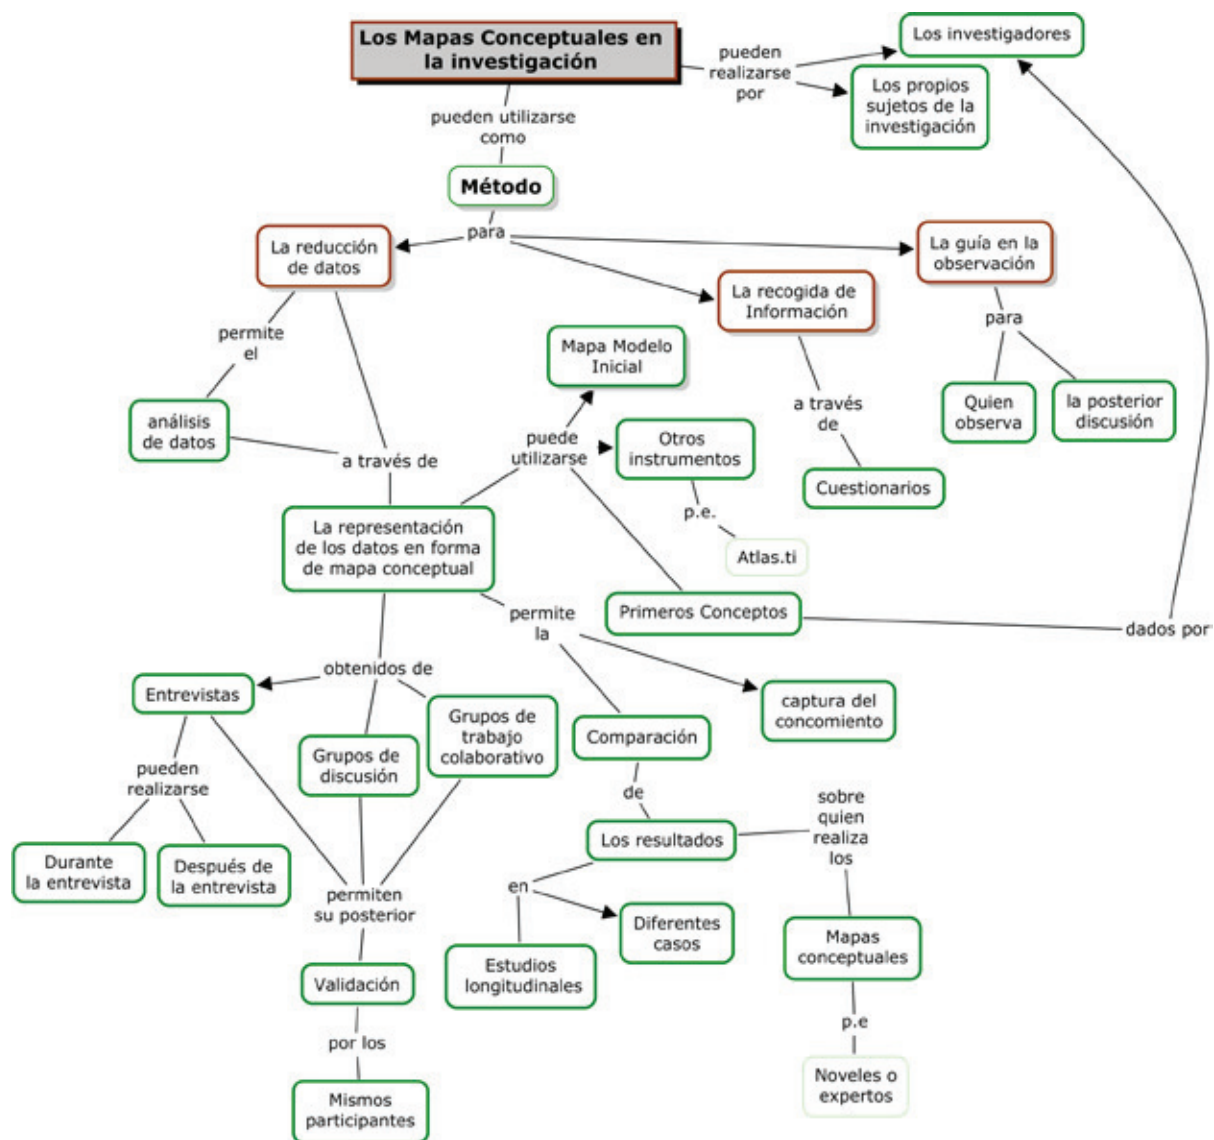 Los Mapas Conceptuales en
la investigación
pueden
realizarse
por
Los investigadores
Los propios
sujetos de la
investigación
pueden utilizarse
como
Método
para
La reducción
de datos
La guía en la
observación
La recogida de
Información
permite
el
para
Mapa Modelo
Inicial
análisis
de datos
a través
de
Quien
observa
la posterior
discusión
puede
utilizarse
Otros
instrumentos
a través de
Cuestionarios
p.e.
La representación
de los datos en forma
de mapa conceptual
Atlas.ti
permite
la
Primeros Conceptos
dados por
obtenidos de
Entrevistas
captura del
concomiento
Grupos de
trabajo
colaborativo
Comparación
Grupos de
discusión
pueden
realizarse
de
sobre
quien
realiza
los
Los resultados
Durante
la entrevista
Después de
la entrevista
permiten
su posterior
en
Diferentes
casos
Mapas
conceptuales
Estudios
longitudinales
Validación
p.e
por los
Noveles o
expertos
Mismos
participantes